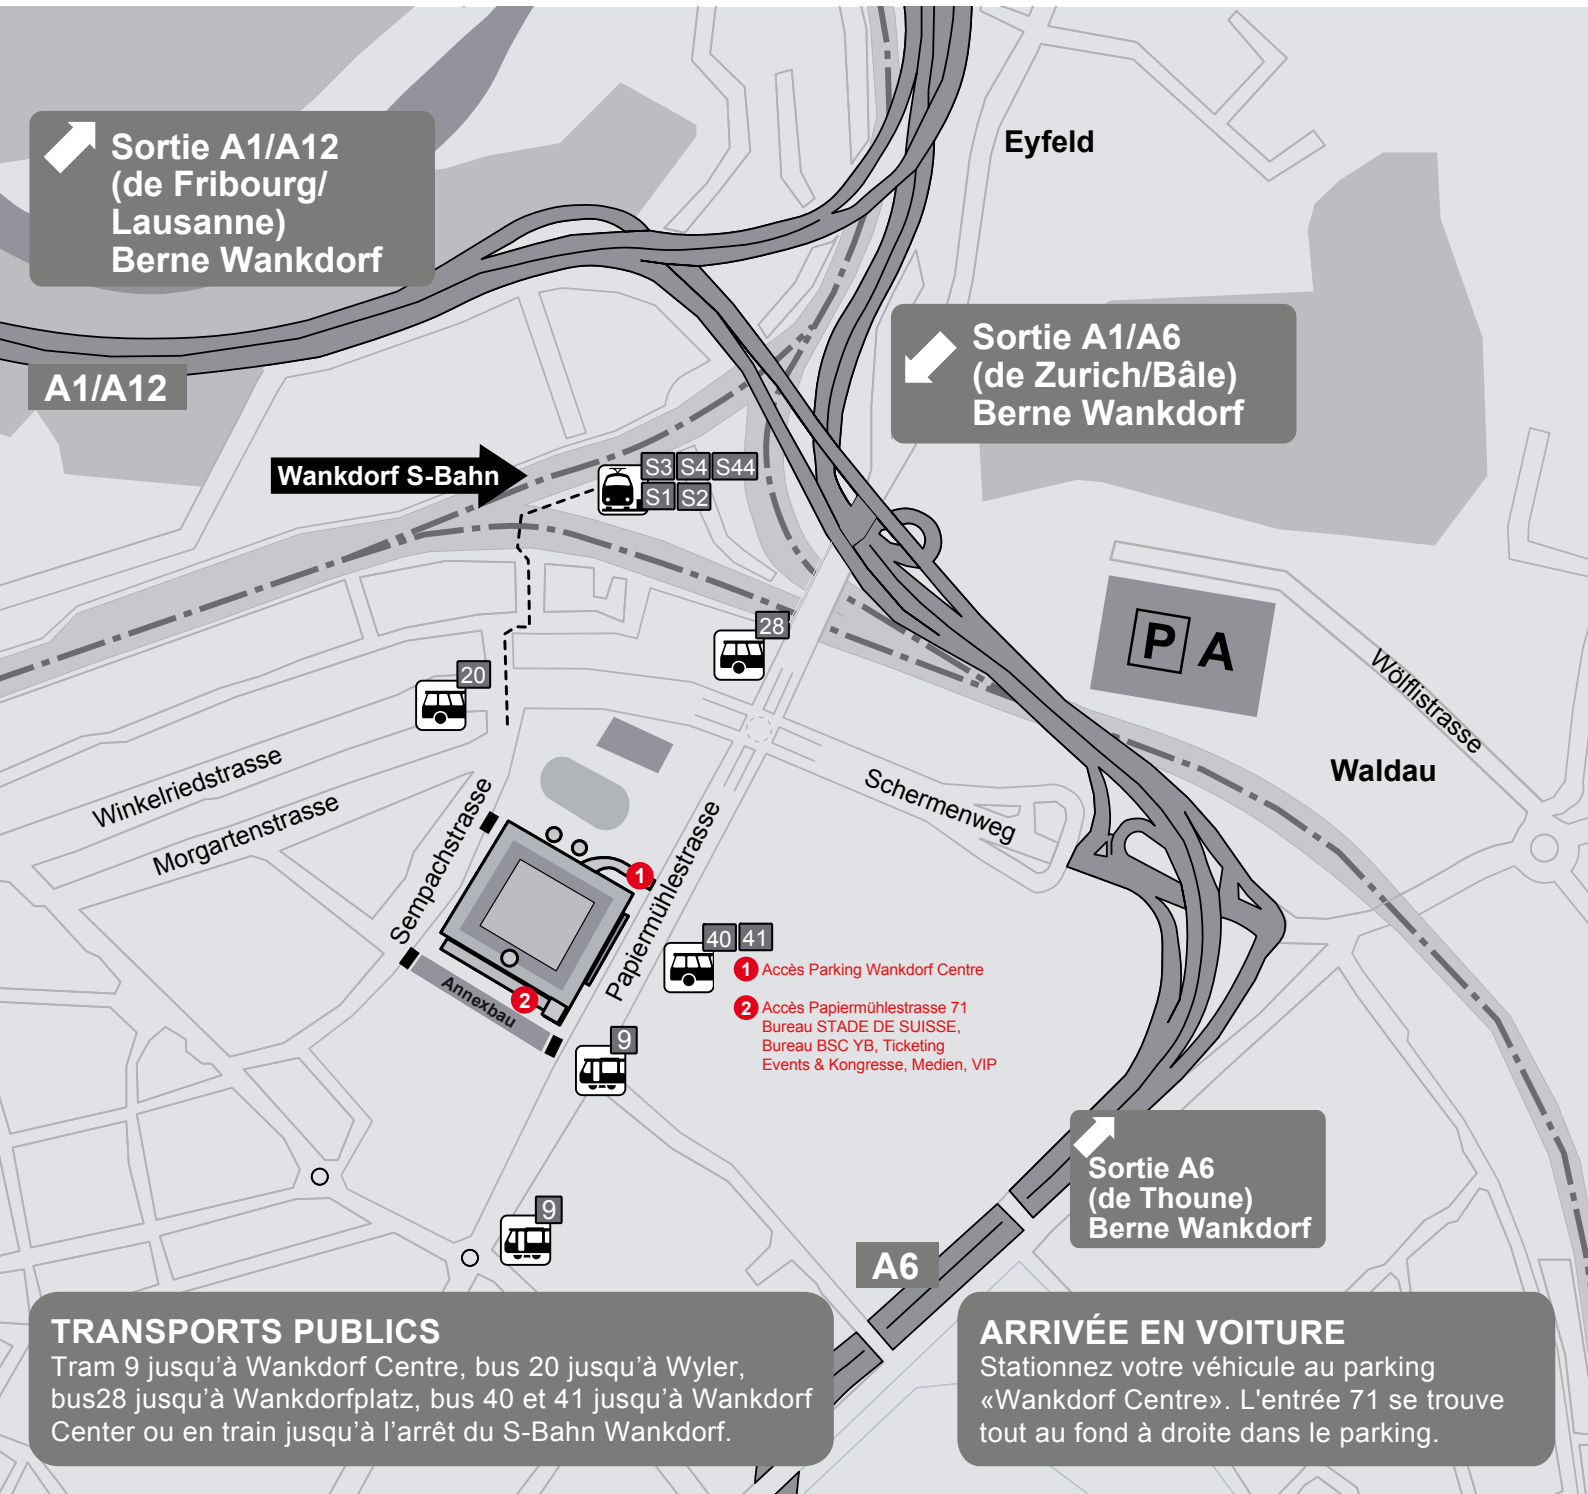 Eyfeld
Sortie A1/A12
(de Fribourg/
Lausanne)
Berne Wankdorf
Sortie A1/A6
(de Zurich/Bâle)
Berne Wankdorf
A1/A12
Wankdorf S-Bahn
S3 S4 S44
S1 S2
28
P A
20
Wölflistrasse
Waldau
Winkelriedstrasse
Morgartenstrasse
Sempachstrasse
Papiermühlestrasse
Schermenweg
1
40 41
1 Accès Parking Wankdorf Centre
2
Annexbau
2 Accès Papiermühlestrasse 71
Bureau STADE DE SUISSE,
Bureau BSC YB, Ticketing
Events & Kongresse, Medien, VIP
9
Sortie A6
(de Thoune)
Berne Wankdorf
9
A6
TRANSPORTS PUBLICS
Tram 9 jusqu’à Wankdorf Centre, bus 20 jusqu’à Wyler,
bus28 jusqu’à Wankdorfplatz, bus 40 et 41 jusqu’à Wankdorf
Center ou en train jusqu’à l’arrêt du S-Bahn Wankdorf.
ARRIVÉE EN VOITURE
Stationnez votre véhicule au parking
«Wankdorf Centre». L'entrée 71 se trouve
tout au fond à droite dans le parking.